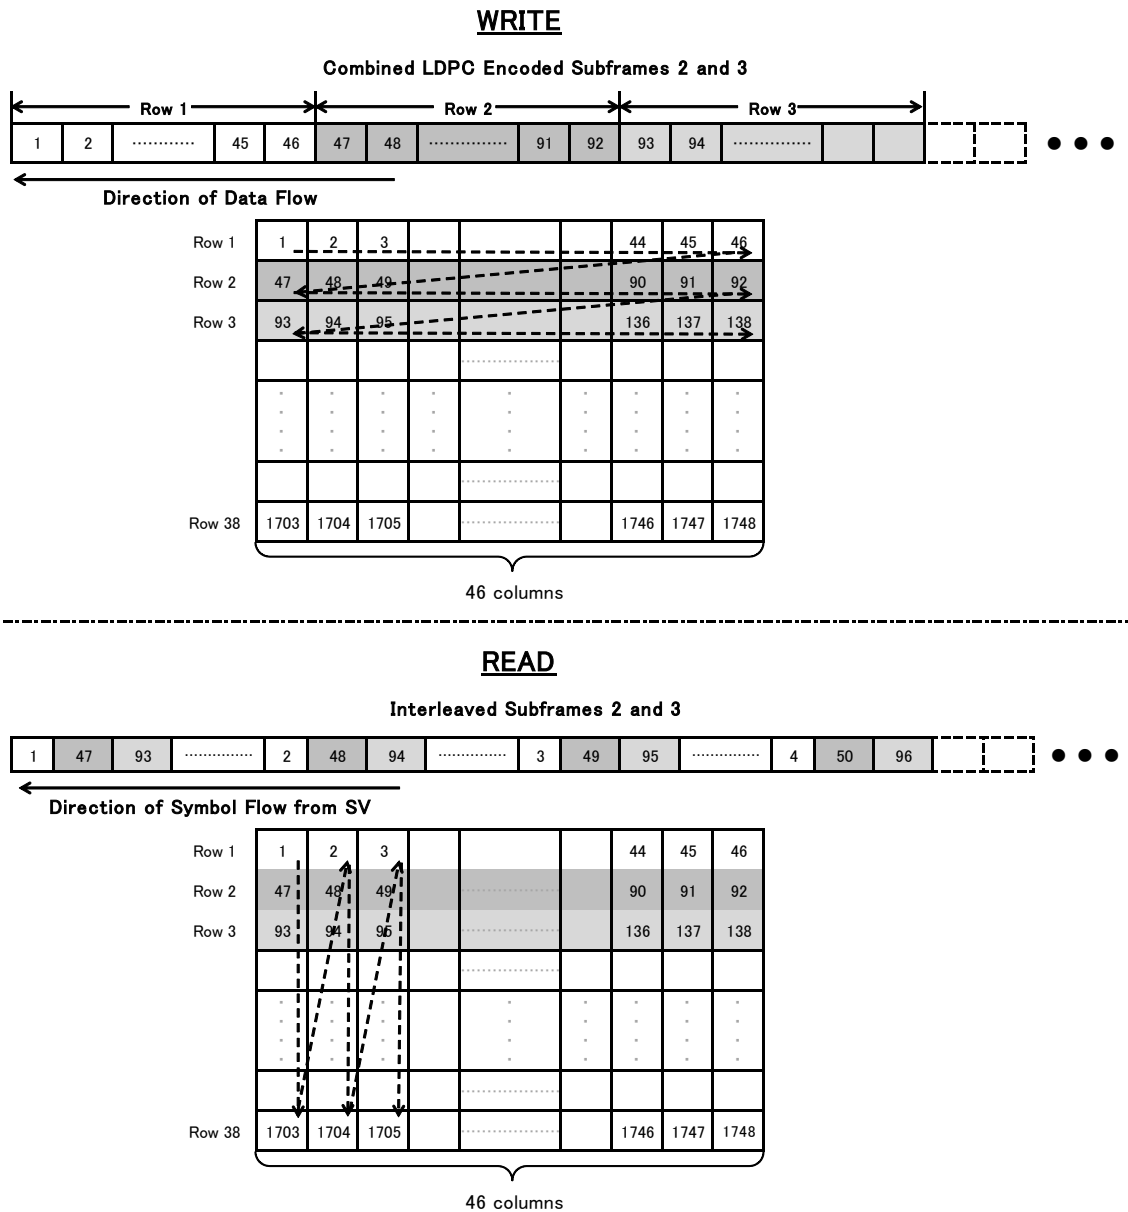 WRITE
Combined LDPC Encoded Subframes 2 and 3
Row 1 Row 2 Row 3
1 2 ............ 45 46 47 48 ............... 91 92 93 94 ...............
Direction of Data Flow
Row 1 1 2 3 44 45 46
Row 2 47 48 49 90 91 92
Row 3 93 94 95 136 137 138
Row 38 1703 1704 1705 1746 1747 1748
46 columns
READ
Interleaved Subframes 2 and 3
1 47 93 ............... 2 48 94 ............... 3 49 95 ............... 4 50 96
Direction of Symbol Flow from SV
Row 1 1 2 3 44 45 46
Row 2 47 48 49 90 91 92
Row 3 93 94 95 136 137 138
Row 38 1703 1704 1705 1746 1747 1748
46 columns